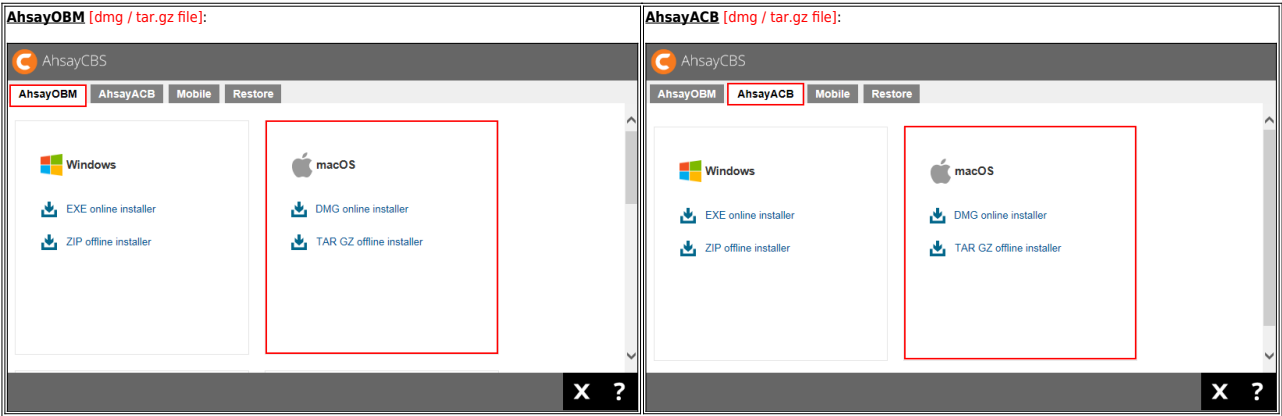 AhsayOBM [dmg / tar.gz file]:
AhsayCBS
AhsayOBM AhsayACB Mobile Restore
Windows
EXE online installer
ZIP offline installer
macOS
DMG online installer
TAR GZ offline installer
X ?
AhsayACB [dmg / tar.gz file]:
AhsayCBS
AhsayOBM AhsayACB Mobile Restore
Windows
EXE online installer
ZIP offline installer
macOS
DMG online installer
TAR GZ offline installer
X ?